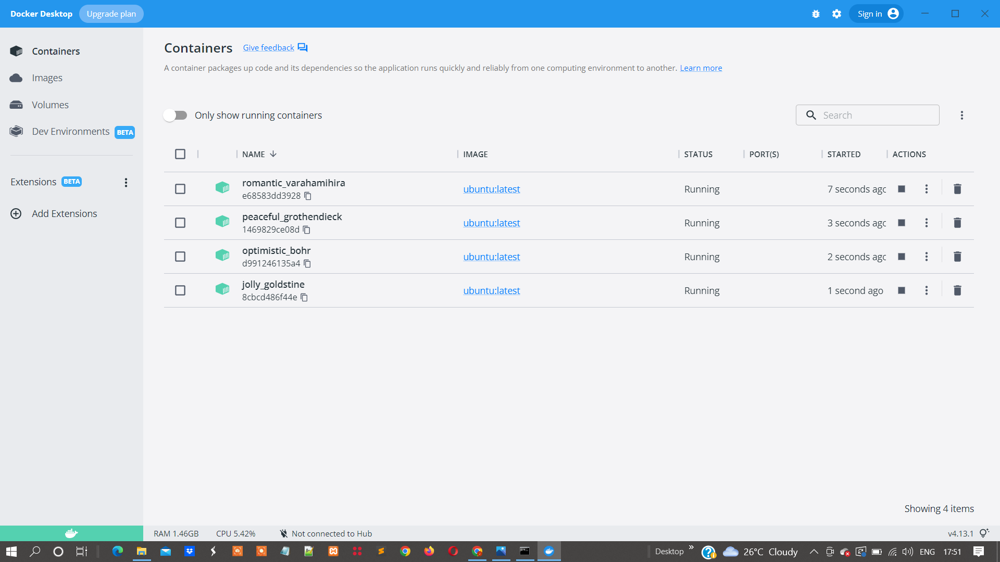 Docker Desktop Upgrade plan Sign in
Containers
Images
Volumes
Dev Environments BETA
Extensions BETA
Add Extensions
Containers Give feedback
A container packages up code and its dependencies so the application runs quickly and reliably from one computing environment to another. Learn more
Only show running containers Search
NAME IMAGE STATUS PORT(S) STARTED ACTIONS
romantic_varahamihira
e68583dd3928 ubuntu:latest Running 7 seconds agc
peaceful_grothendieck
1469829ce08d ubuntu:latest Running 3 seconds agc
optimistic_bohr
d991246135a4 ubuntu:latest Running 2 seconds agc
jolly_goldstine
8cbcd486f44e ubuntu:latest Running 1 second ago
Showing 4 items
RAM 1.46GB CPU 5.42% Not connected to Hub v4.13.1
Desktop » 26°C Cloudy ENG 17:51